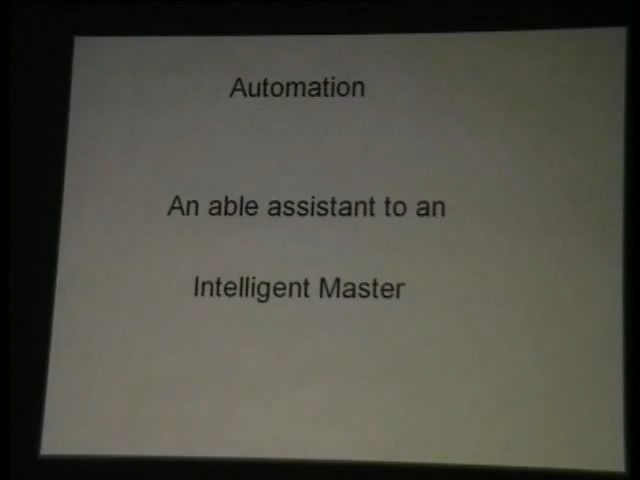 Automation
An able assistant to an
Intelligent Master